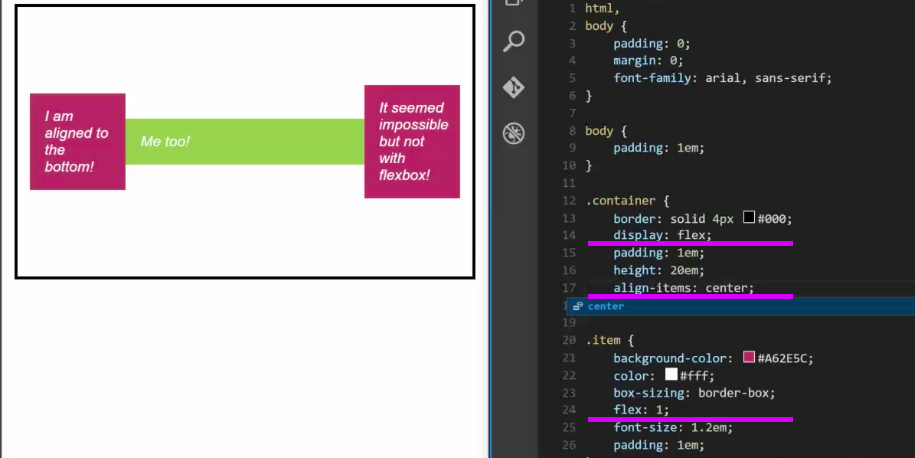 I am
aligned to
the
bottom!
Me too!
It seemed
impossible
but not
with
flexbox!
1 html,
2 body {
3 padding: 0;
4 margin: 0;
5 font-family: arial, sans-serif;
6 }
7
8 body {
9 padding: 1em;
10 }
11
12 .container {
13 border: solid 4px #000;
14 display: flex;
15 padding: 1em;
16 height: 20em;
17 align-items: center;
center
19
20 .item {
21 background-color: #A62E5C;
22 color: #fff;
23 box-sizing: border-box;
24 flex: 1;
25 font-size: 1.2em;
26 padding: 1em;